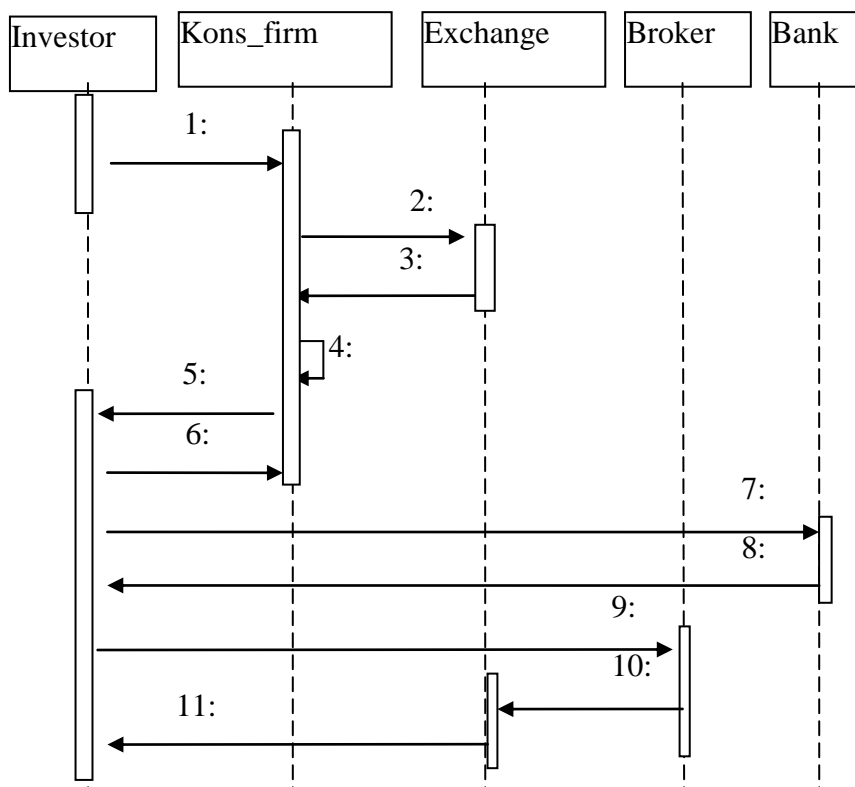 Investor
Kons_firm
Exchange
Broker
Bank
1:
2:
3:
4:
5:
6:
7:
8:
9:
10:
11: